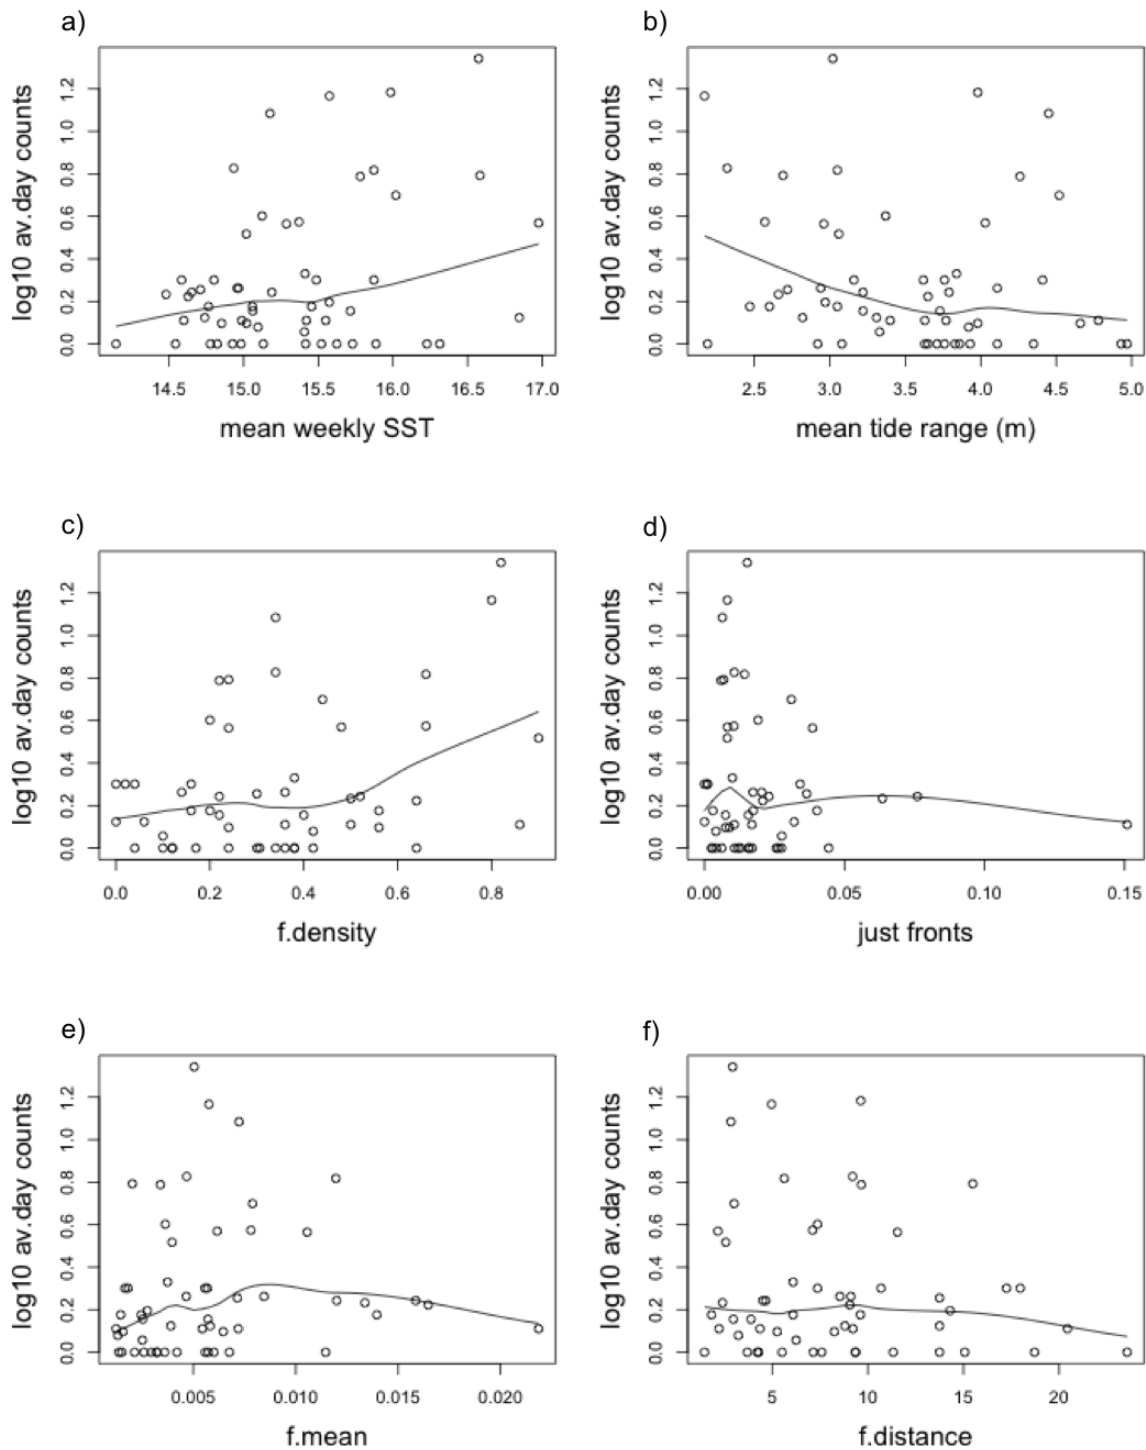 a)
log10 av.day counts
0.0 0.2 0.4 0.6 0.8 1.0 1.2
14.5 15.0 15.5 16.0 16.5 17.0
mean weekly SST
b)
log10 av.day counts
0.0 0.2 0.4 0.6 0.8 1.0 1.2
2.5 3.0 3.5 4.0 4.5 5.0
mean tide range (m)
c)
log10 av.day counts
0.0 0.2 0.4 0.6 0.8 1.0 1.2
0.0 0.2 0.4 0.6 0.8
f.density
d)
log10 av.day counts
0.0 0.2 0.4 0.6 0.8 1.0 1.2
0.00 0.05 0.10 0.15
just fronts
e)
log10 av.day counts
0.0 0.2 0.4 0.6 0.8 1.0 1.2
0.005 0.010 0.015 0.020
f.mean
f)
log10 av.day counts
0.0 0.2 0.4 0.6 0.8 1.0 1.2
5 10 15 20
f.distance